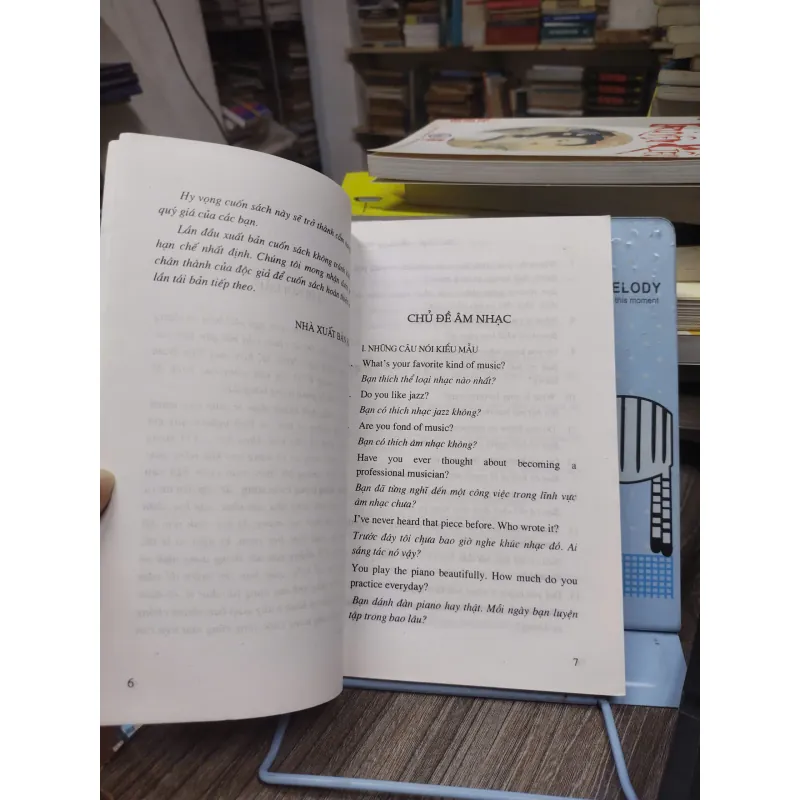 Hy vọng cuốn sách này sẽ trở thành cẩm
quý giá của các bạn.
Lần đầu xuất bản cuốn sách không tránh
hạn chế nhất định. Chúng tôi mong nhận được
chân thành của độc giả để cuốn sách hoàn thiện
lần tái bản tiếp theo.
NHÀ XUẤT BẢN
6
CHỦ ĐỀ ÂM NHẠC
I. NHỮNG CÂU NÓI KIỂU MẪU
What's your favorite kind of music?
Bạn thích thể loại nhạc nào nhất?
Do you like jazz?
Bạn có thích nhạc jazz không?
Are you fond of music?
Bạn có thích âm nhạc không?
Have you ever thought about becoming a
professional musician?
Bạn đã từng nghĩ đến một công việc trong lĩnh vực
âm nhạc chưa?
I've never heard that piece before. Who wrote it?
Trước đây tôi chưa bao giờ nghe khúc nhạc đó. Ai
sáng tác nó vậy?
You play the piano beautifully. How much do you
practice everyday?
Bạn đánh đàn piano hay thật. Mỗi ngày bạn luyện
tập trong bao lâu?
7
ELODY
this moment